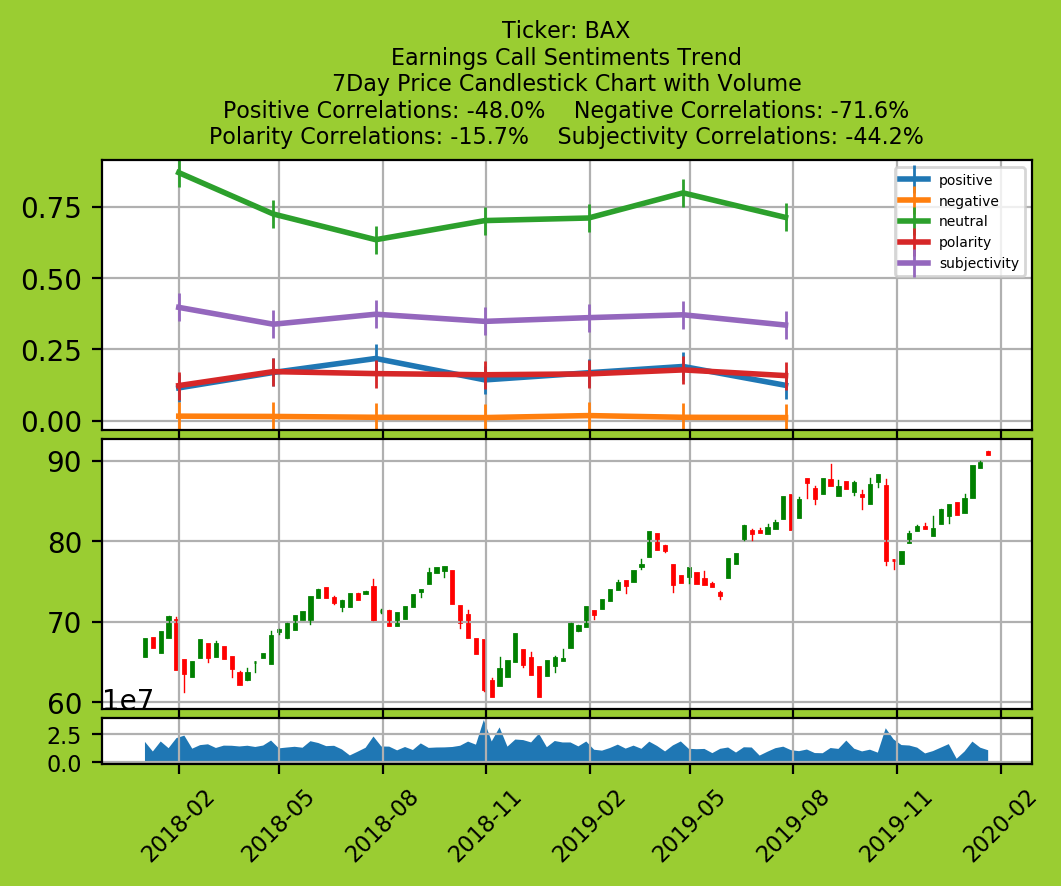 Ticker: BAX
Earnings Call Sentiments Trend
7Day Price Candlestick Chart with Volume
Positive Correlations: -48.0%    Negative Correlations: -71.6%
Polarity Correlations: -15.7%    Subjectivity Correlations: -44.2%
0.75
0.50
0.25
0.00
positive
negative
neutral
polarity
subjectivity
90
80
70
60
1e7
2.5
0.0
2018-02
2018-05
2018-08
2018-11
2019-02
2019-05
2019-08
2019-11
2020-02